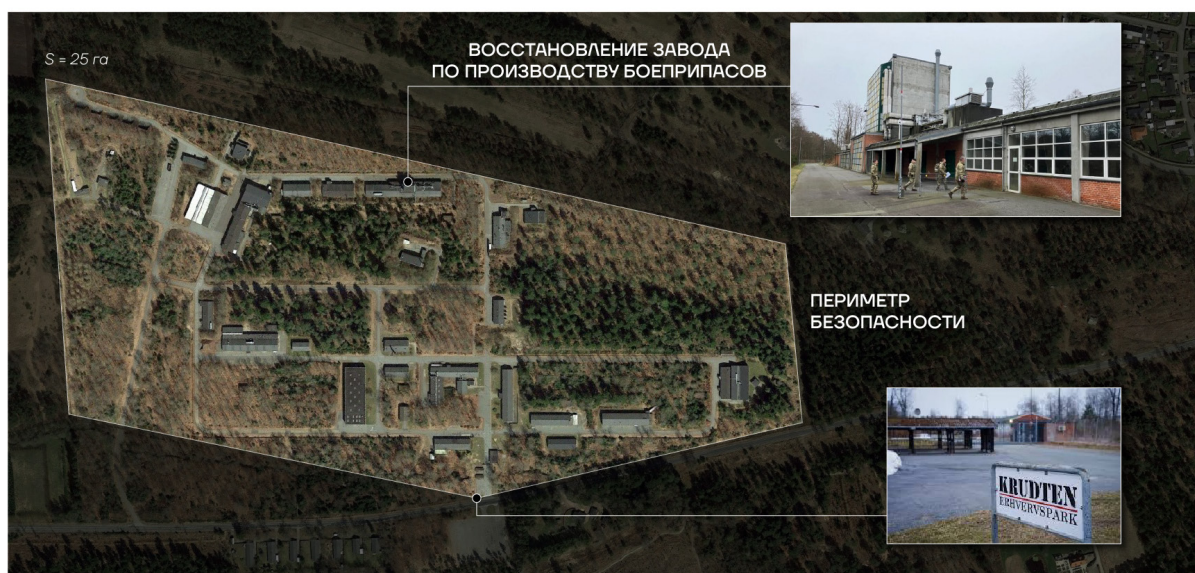 S = 25 га
ВОССТАНОВЛЕНИЕ ЗАВОДА
ПО ПРОИЗВОДСТВУ БОЕПРИПАСОВ
ПЕРИМЕТР
БЕЗОПАСНОСТИ
KRUDTEN
ERHVERVSPARK